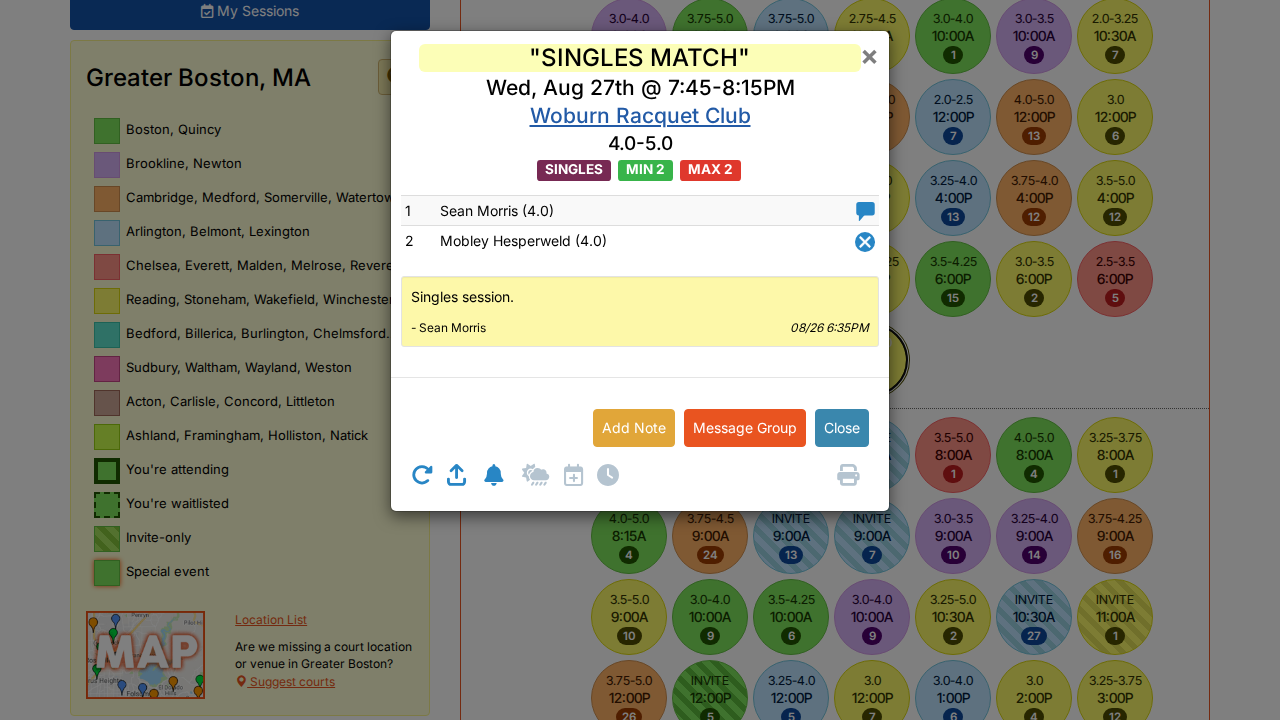 My Sessions
Greater Boston, MA
Boston, Quincy
Brookline, Newton
Cambridge, Medford, Somerville, Watertow
Arlington, Belmont, Lexington
Chelsea, Everett, Malden, Melrose, Revere
Reading, Stoneham, Wakefield, Winchester
Bedford, Billerica, Burlington, Chelmsford.
Sudbury, Waltham, Wayland, Weston
Acton, Carlisle, Concord, Littleton
Ashland, Framingham, Holliston, Natick
You're attending
You're waitlisted
Invite-only
Special event
MAP
Location List
Are we missing a court location
or venue in Greater Boston?
Suggest courts
"SINGLES MATCH"
Wed, Aug 27th @ 7:45-8:15PM
Woburn Racquet Club
4.0-5.0
SINGLES MIN 2 MAX 2
1 Sean Morris (4.0)
2 Mobley Hesperweld (4.0)
Singles session.
- Sean Morris 08/26 6:35PM
Add Note Message Group Close
3.0-4.0 3.75-5.0 3.75-5.0 2.75-4.5 3.0-4.0 3.0-3.5 2.0-3.25
10:00A 10:00A 10:30A
1 9 7
2.0-2.5 4.0-5.0 3.0
12:00P 12:00P 12:00P
7 13 6
3.25-4.0 3.75-4.0 3.5-5.0
4:00P 4:00P 4:00P
13 12 12
3.5-4.25 3.0-3.5 2.5-3.5
6:00P 6:00P 6:00P
15 2 5
3.5-5.0 4.0-5.0 3.25-3.75
8:00A 8:00A 8:00A
1 4 1
4.0-5.0 3.75-4.5 INVITE INVITE 3.0-3.5 3.25-4.0 3.75-4.25
8:15A 9:00A 9:00A 9:00A 9:00A 9:00A 9:00A
4 24 13 7 10 14 16
3.5-5.0 3.0-4.0 3.5-4.25 3.0-4.0 3.25-5.0 INVITE INVITE
9:00A 10:00A 10:00A 10:00A 10:30A 10:30A 11:00A
10 9 6 9 2 27 1
3.75-5.0 INVITE 3.25-4.0 3.0 3.0-4.0 3.0 3.25-3.75
12:00P 12:00P 12:00P 12:00P 1:00P 2:00P 3:00P
26 5 5 7 6 4 12